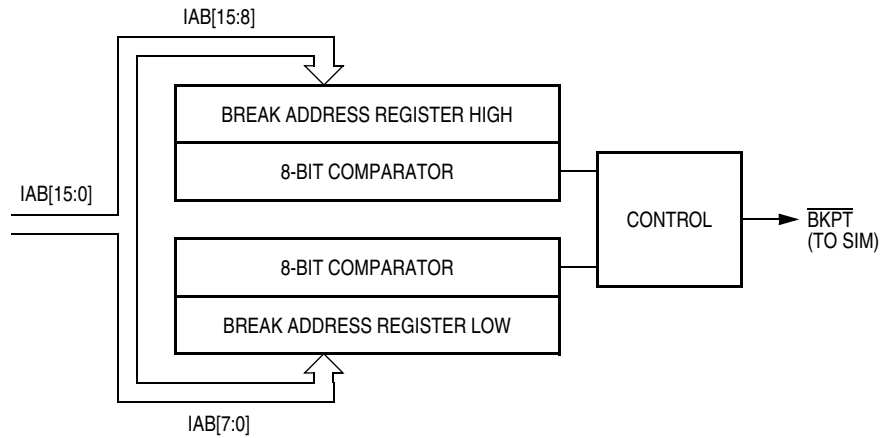 IAB[15:8]
BREAK ADDRESS REGISTER HIGH
8-BIT COMPARATOR
IAB[15:0]
CONTROL
BKPT
(TO SIM)
8-BIT COMPARATOR
BREAK ADDRESS REGISTER LOW
IAB[7:0]